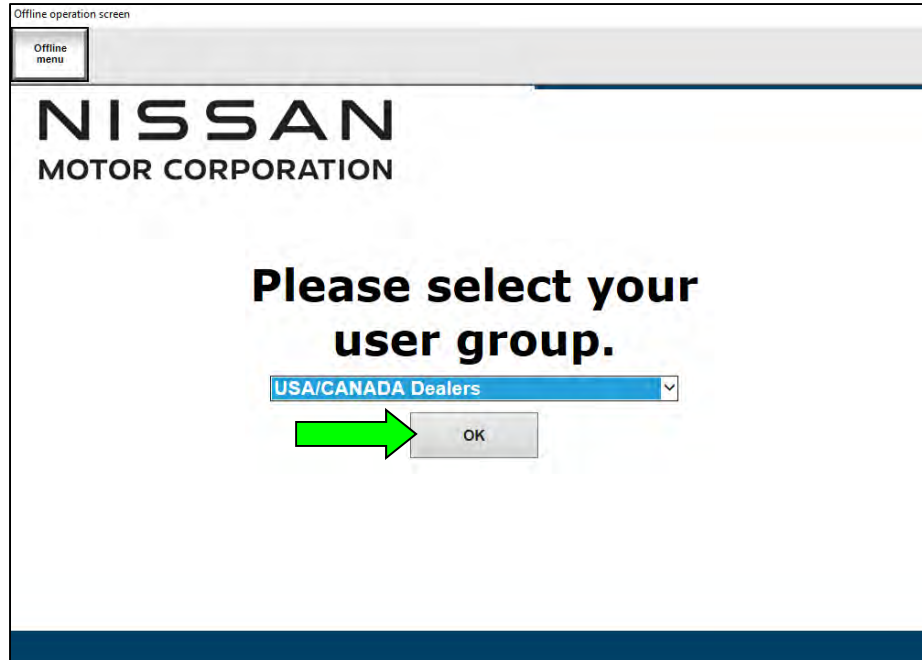 Offline operation screen
Offline
menu
NISSAN
MOTOR CORPORATION
Please select your
user group.
USA/CANADA Dealers
OK